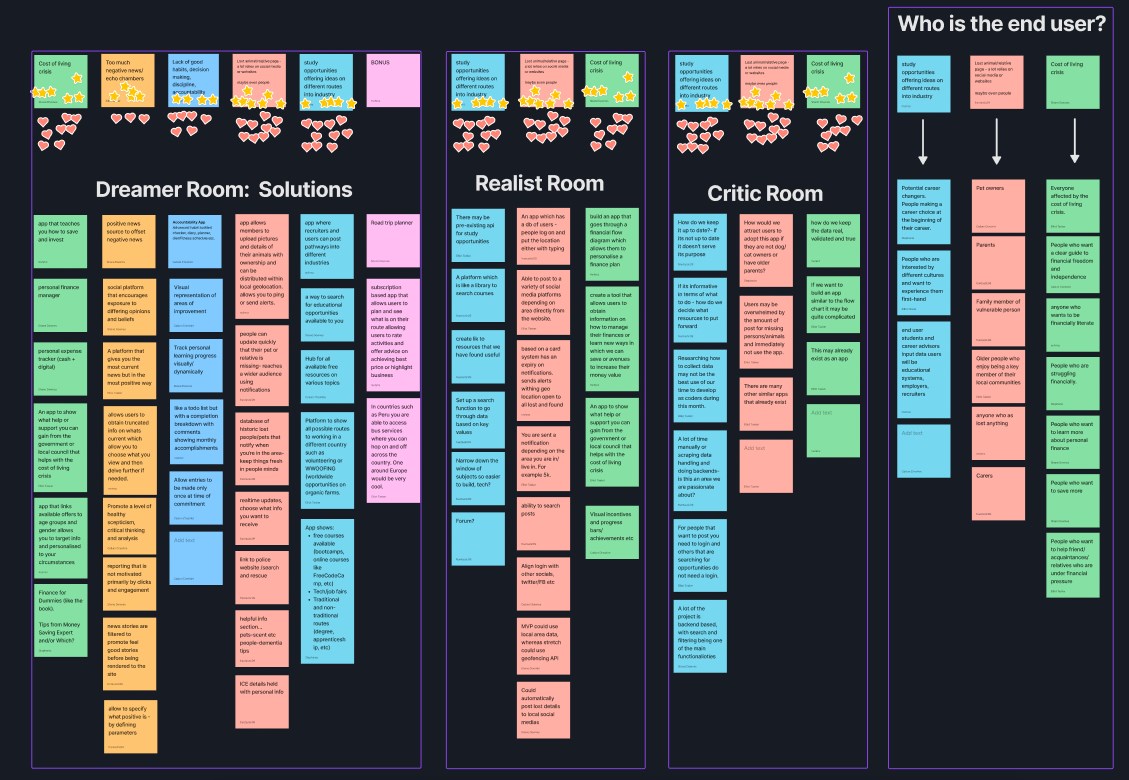 Who is the end user?
Cost of living
crisis
Too much
negative news/
echo chambers
Lack of good
habits, decision
making,
discipline,
accountability
Lost animal/relative page
- a lot relies on social media
or websites
maybe even people
study
opportunities
offering ideas on
different routes
into industry
BONUS
study
opportunities
offering ideas on
different routes
into industry
Lost animal/relative page
- a lot relies on social media
or websites
maybe even people
Cost of living
crisis
study
opportunities
offering ideas on
different routes
into industry
Lost animal/relative page
- a lot relies on social media
or websites
maybe even people
Cost of living
crisis
study
opportunities
offering ideas on
different routes
into industry
Lost animal/relative
page - a lot relies on
social media or
websites
maybe even people
Cost of living
crisis
Dreamer Room: Solutions
app that teaches
you how to save
and invest
personal finance
manager
personal expense
tracker (cash +
digital)
An app to show
what help or
support you can
gain from the
government or
local council that
helps with the
cost of living
crisis
app that links
available offers to
age groups and
gender allows
you to target info
and personalised
to your
circumstances
Finance for
Dummies (like the
book).
Tips from Money
Saving Expert
and/or Which?
positive news
source to offset
negative news
social platform
that encourages
exposure to
differing opinions
and beliefs
A platform that
gives you the
most current
news but in the
most positive way
allows users to
obtain truncated
info on whats
current which
allow you to
choose what you
view and then
delve further if
needed.
Promote a level of
healthy
scepticism,
critical thinking
and analysis
reporting that is
not motivated
primarily by clicks
and engagement
news stories are
filtered to
promote feel
good stories
before being
rendered to the
site
allow to specify
what positive is -
by defining
parameters
Accountability App
Visual
representation of
areas of
improvement
Track personal
learning progress
visually/
dynamically
like a todo list but
with a completion
breakdown with
comments
showing monthly
accomplishments
Allow entries to
be made only
once at time of
commitment
Add text
app allows
members to
upload pictures
and details of
their animals with
ownership and
can be
distributed within
local geolocation.
allows you to ping
or send alerts.
people can
update quickly
that their pet or
relative is
missing- reaches
a wider audience
using
notifications
database of
historic lost
people/pets that
notify when
you're in the area-
keep things fresh
in people minds
realtime updates,
choose what info
you want to
receive
link to police
website /search
and rescue
helpful info
section...
pets-scent etc
people-dementia
tips
ICE details held
with personal info
app where
recruiters and
users can post
pathways into
different
industries
a way to search for
educational
opportunities
available to you
Hub for all
available free
resources on
various topics
Platform to show
all possible routes
to working in a
different country
such as
volunteering or
WWOOFING
(worldwide
opportunities on
organic farms.
App shows:
• free courses
available
(bootcamps,
online courses
like
FreeCodeCa
mp, etc)
• Tech/job fairs
• Traditional
and non-
traditional
routes
(degree,
apprenticesh
ip, etc)
Road trip planner
subscription
based app that
allows users to
plan and see
what is on their
route allowing
users to rate
activities and
offer advice on
achieving best
price or highlight
business
In countries such
as Peru you are
able to access
bus services
where you can
hop on and off
across the
country. One
around Europe
would be very
cool.
Realist Room
There may be
pre-existing api
for study
opportunities
A platform which
is like a library to
search courses
create lib to
resources that we
have found useful
Set up a search
function to go
through data
based on key
values
Narrow down the
window of
subjects so easier
to build, tech?
Forum?
An app which has
a db of users -
people log on and
put the location
either with typing
Able to post to a
variety of social
media platforms
depending on
area directly from
the website.
based on a card
system has an
expiry on
notifications.
sends alerts
withing geo
location open to
all lost and found
You are sent a
notification
depending on the
area you are in/
live in. For
example 5k.
ability to search
posts
Align login with
other socials,
twitter/FB etc
MVP could use
local area data,
whereas stretch
could use
geofencing API
Could
automatically
post lost details
to local social
medias
build an app that
goes through a
financial flow
diagram which
allows them to
personalise a
finance plan
create a tool that
allows users to
obtain
information on
how to manage
their finances or
learn new ways in
which we can
save or avenues
to increase their
money value
An app to show
what help or
support you can
gain from the
government or
local council that
helps with the
cost of living
crisis
Visual incentives
and progress
bars/
achievements etc
Critic Room
How do we keep
it up to date?- if
its not up to date
it doesn't serve
its purpose
If its informative
in terms of what
to do - how do we
decide what
resources to put
forward
Researching how
to collect data
may not be the
best use of our
time to develop
as coders during
this month.
A lot of time
manually or
scraping data
handling and
doing backends-
is this an area we
are passionate
about?
For people that
want to post you
need to login and
others that are
searching for
apportunities do
not need a login.
A lot of the
project is
backend based,
with search and
filtering being one
of the main
functionalities
How would we
attract users to
adopt this app if
they are not dog/
cat owners or
have older
parents?
Users may be
overwhelmed by
the amount of
post for missing
persons/animals
and immediately
not use the app.
There are many
other similar apps
that already exist
Add text
how do we keep
the data real,
validated and true
If we want to
build an app
similar to the flow
chart it may be
quite complicated
This may already
exist as an app
Add text
Potential career
changers.
People making a
career choice at
the beginning of
their career.
People who are
interested by
different cultures
and want to
experience them
first-hand
end user
students and
career advisors
input data users
will be
educational
systems,
employers,
recruiters
Add text
Pet owners
Parents
Family member of
vulnerable person
Older people who
enjoy being a key
member of their
local communities
anyone who as
lost anything
Carers
Everyone
affected by the
cost of living
crisis.
People who want
a clear guide to
financial freedom
and
independence
anyone who
wants to be
financially literate
People who are
struggling
financially.
People who want
to learn more
about personal
finance
People who want
to save more
People who want
to help friend/
acquaintances/
relatives who are
under financial
pressure